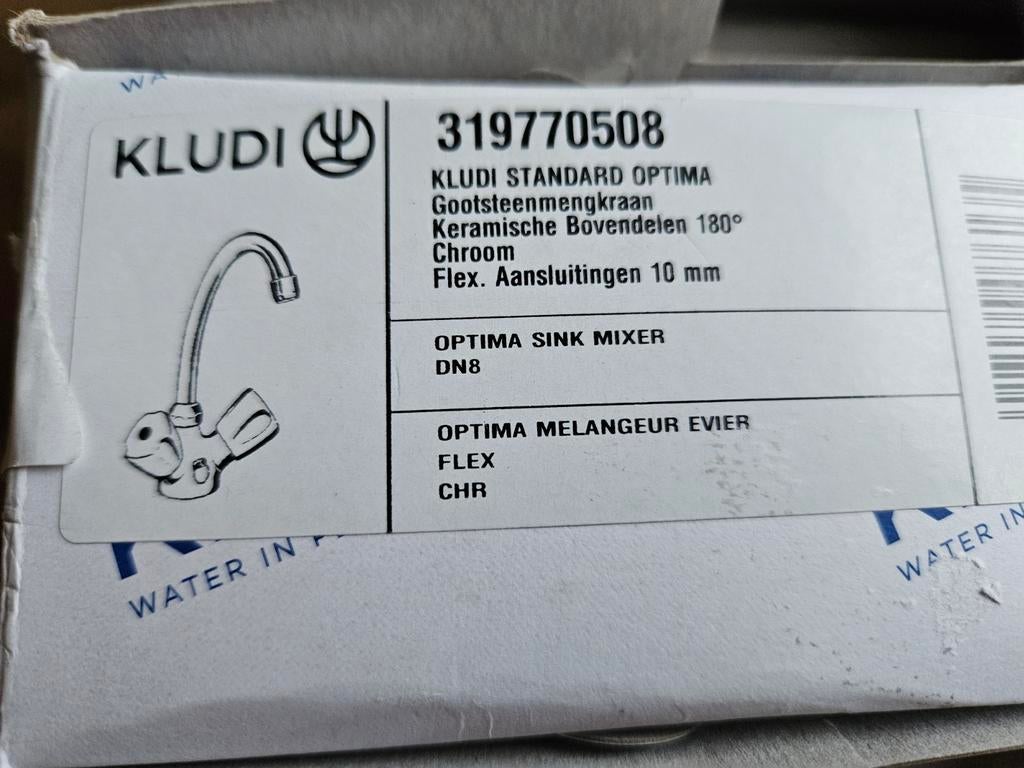 WA
KLUDI
319770508
KLUDI STANDARD OPTIMA
Gootsteenmengkraan
Keramische Bovendelen 180°
Chroom
Flex. Aansluitingen 10 mm
OPTIMA SINK MIXER
DN8
OPTIMA MELANGEUR EVIER
FLEX
CHR
WATER IN
WATER IN